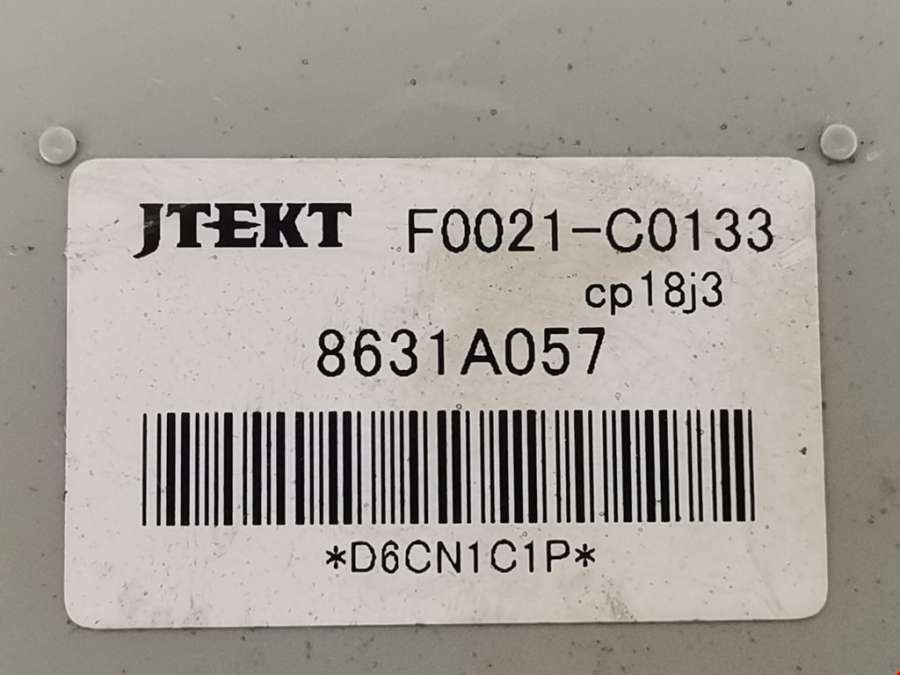 JTEKT F0021-C0133
cp18j3
8631A057
*D6CN1C1P*